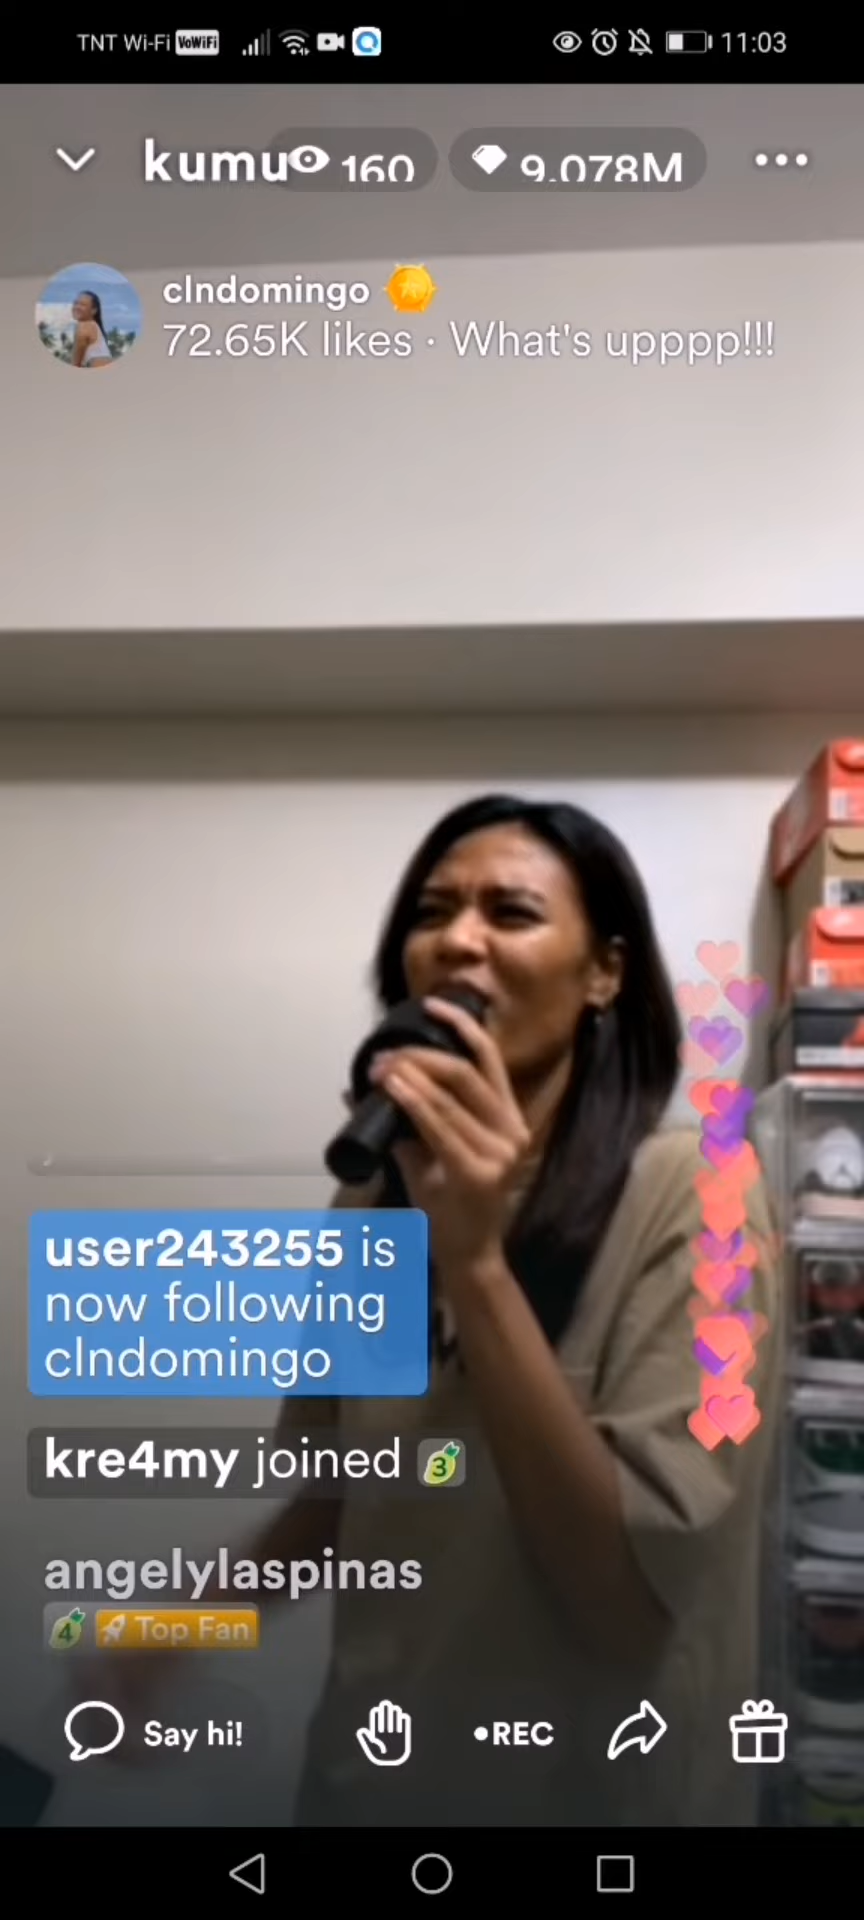 TNT Wi-Fi VoWiFi 11:03
kumu 160 9.078M
clndomingo
72.65K likes · What's upppp!!!
user243255 is
now following
clndomingo
kre4my joined 3
angelylaspinas
4 Top Fan
Say hi! •REC